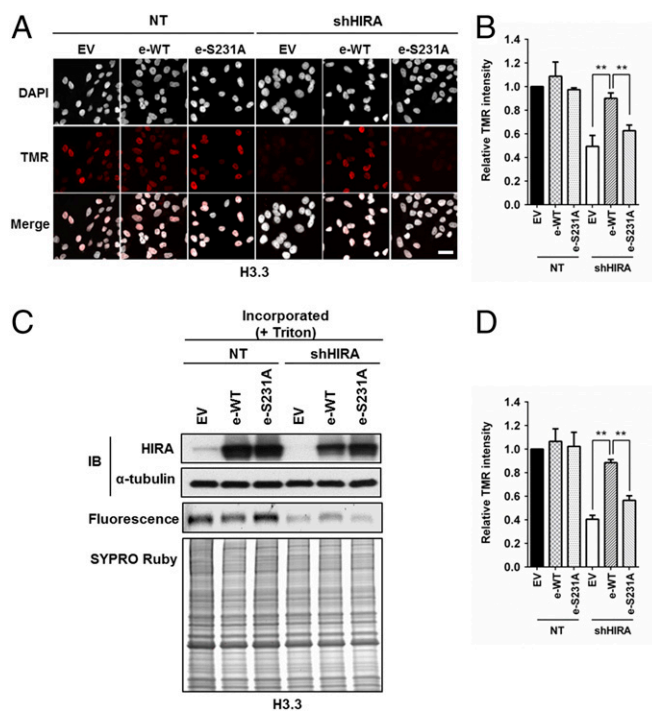 A
NT
shHIRA
EV e-WT e-S231A EV e-WT e-S231A
DAPI
TMR
Merge
H3.3
B
Relative TMR intensity
1.4
1.2
1.0
0.8
0.6
0.4
0.2
0.0
** **
EV e-WT e-S231A EV e-WT e-S231A
NT shHIRA
C
Incorporated
(+ Triton)
NT shHIRA
EV e-WT e-S231A EV e-WT e-S231A
IB
HIRA
α-tubulin
Fluorescence
SYPRO Ruby
H3.3
D
Relative TMR intensity
1.4
1.2
1.0
0.8
0.6
0.4
0.2
0.0
** **
EV e-WT e-S231A EV e-WT e-S231A
NT shHIRA